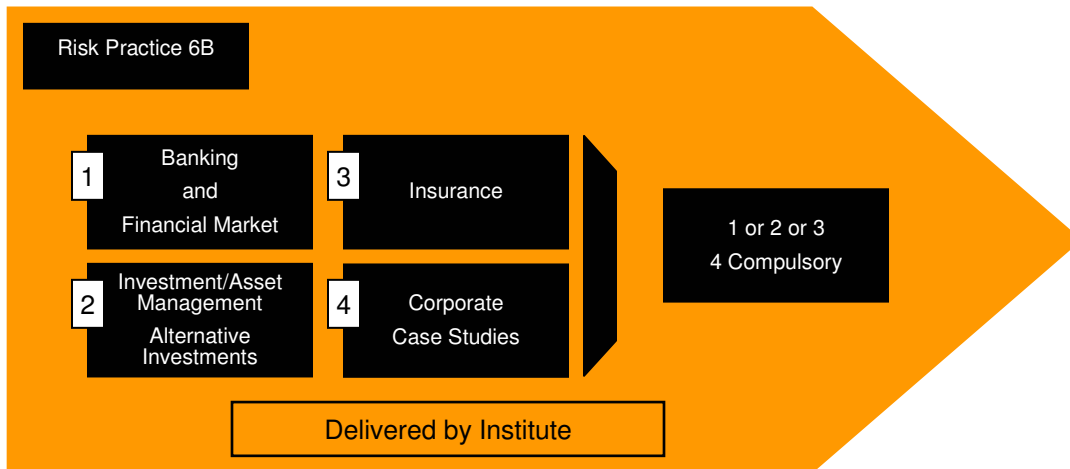 Risk Practice 6B
1
Banking
and
Financial Market
3
Insurance
2
Investment/Asset
Management
Alternative
Investments
4
Corporate
Case Studies
1 or 2 or 3
4 Compulsory
Delivered by Institute